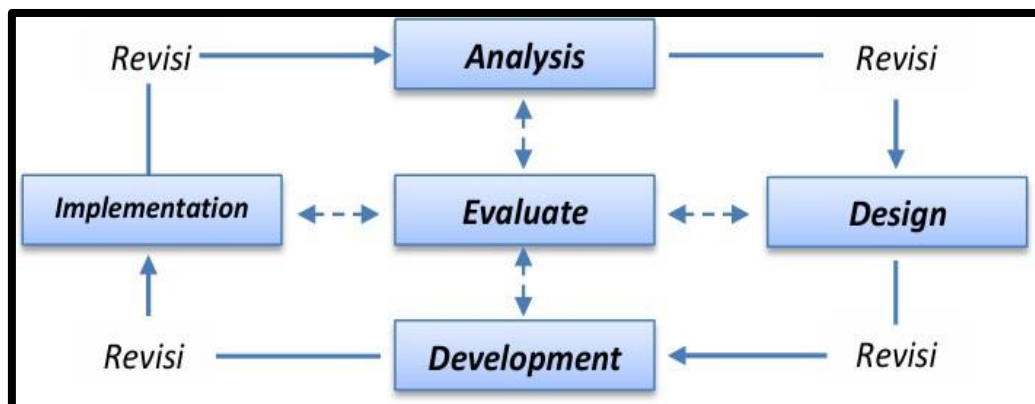 Revisi
Analysis
Revisi
Implementation
Evaluate
Design
Revisi
Development
Revisi